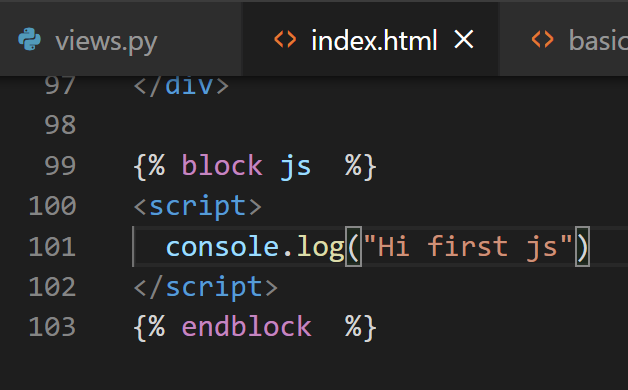 views.py index.html basic
97 </div>
98
99 {% block js  %}
100 <script>
101 console.log("Hi first js")
102 </script>
103 {% endblock  %}